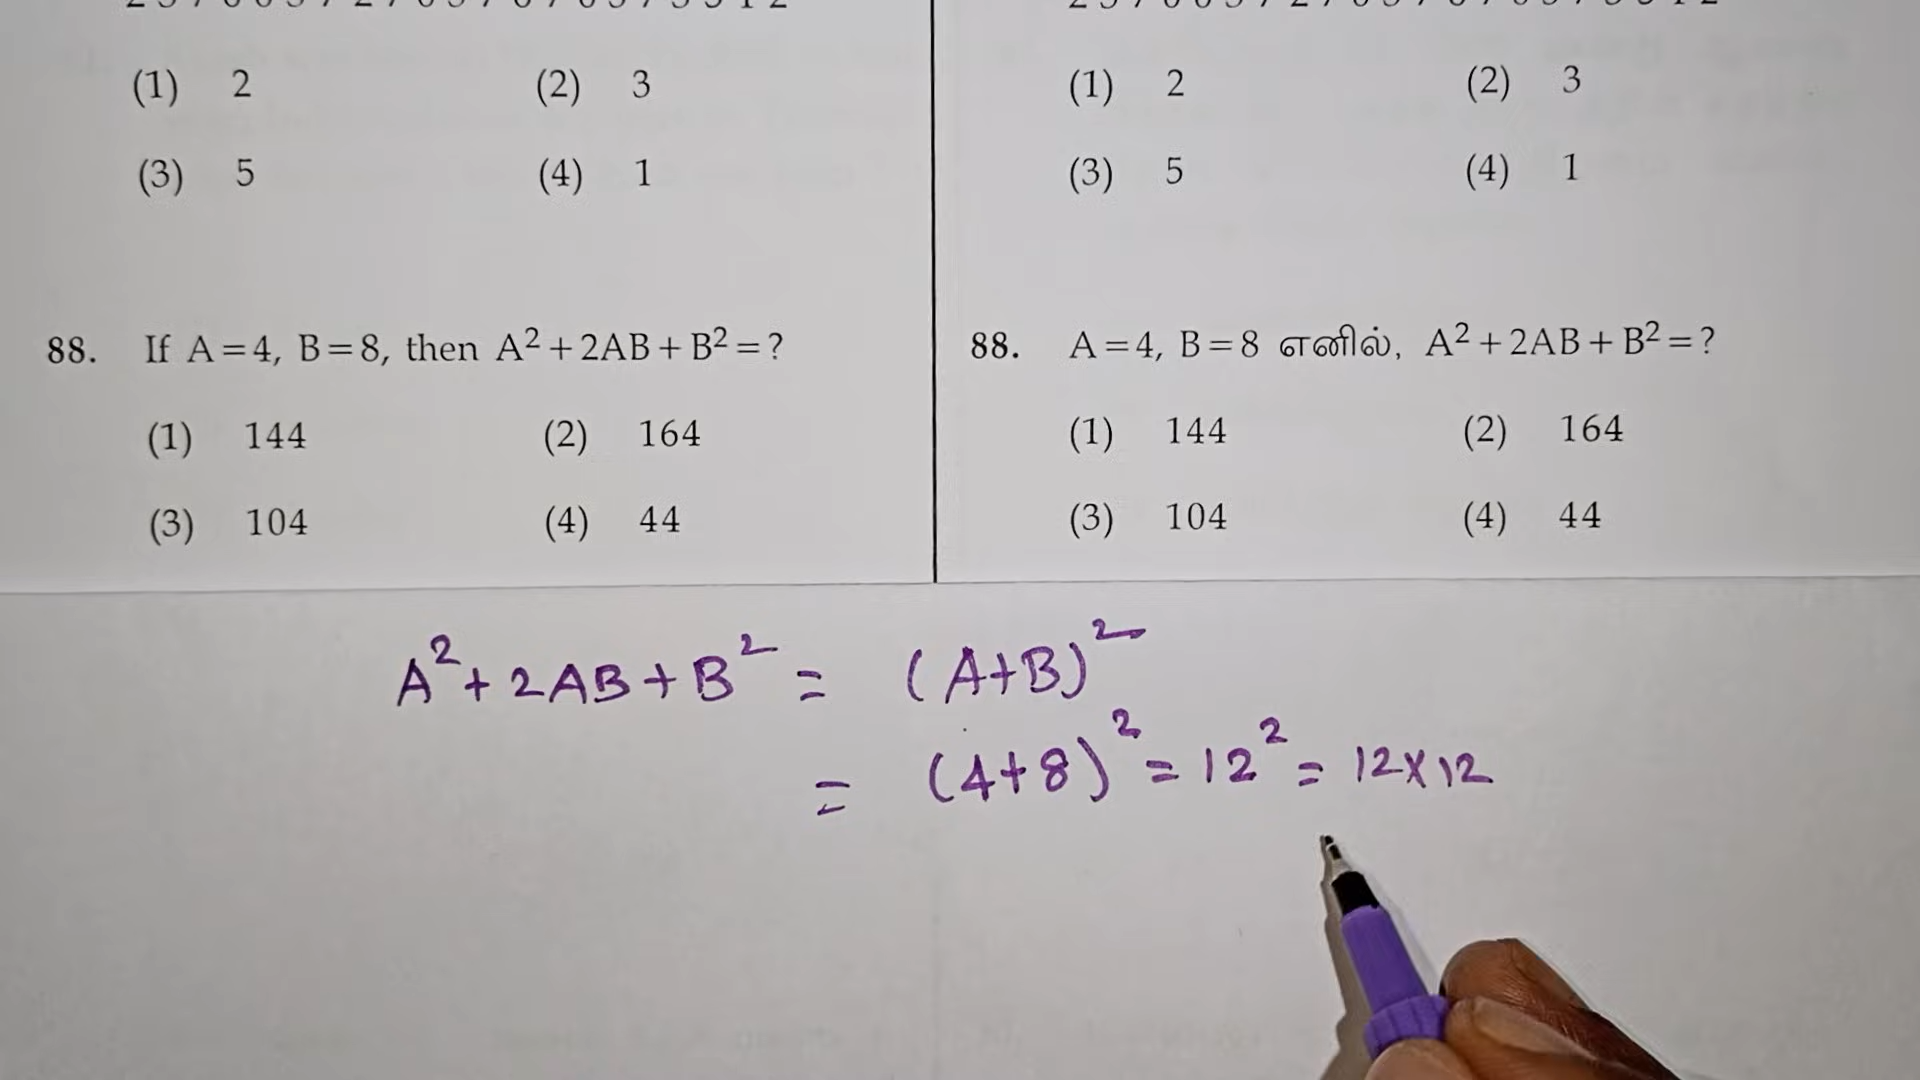 (1) 2 (2) 3
(3) 5 (4) 1
88. If A=4, B=8, then A²+2AB+B²=?
(1) 144 (2) 164
(3) 104 (4) 44
(1) 2 (2) 3
(3) 5 (4) 1
88. A=4, B=8 எனில், A²+2AB+B²=?
(1) 144 (2) 164
(3) 104 (4) 44
A²+2AB+B² = (A+B)²
= (4+8)² = 12² = 12×12